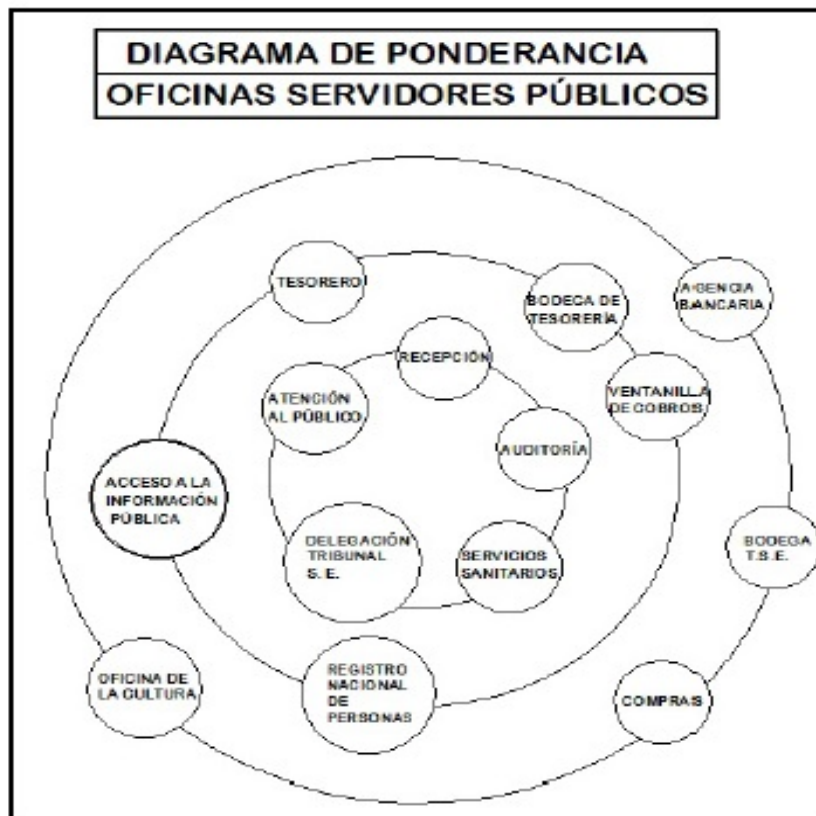 DIAGRAMA DE PONDERANCIA
OFICINAS SERVIDORES PÚBLICOS
TESORERO
BODEGA DE
TESORERÍA
AGENCIA
BANCARIA
RECEPCIÓN
ATENCIÓN
AL PÚBLICO
VENTANILLA
DE COBROS
AUDITORÍA
ACCESO A LA
INFORMACIÓN
PÚBLICA
DELEGACIÓN
TRIBUNAL
S. E.
SERVICIOS
SANITARIOS
BODEGA
T.S.E.
OFICINA DE
LA CULTURA
REGISTRO
NACIONAL
DE
PERSONAS
COMPRAS